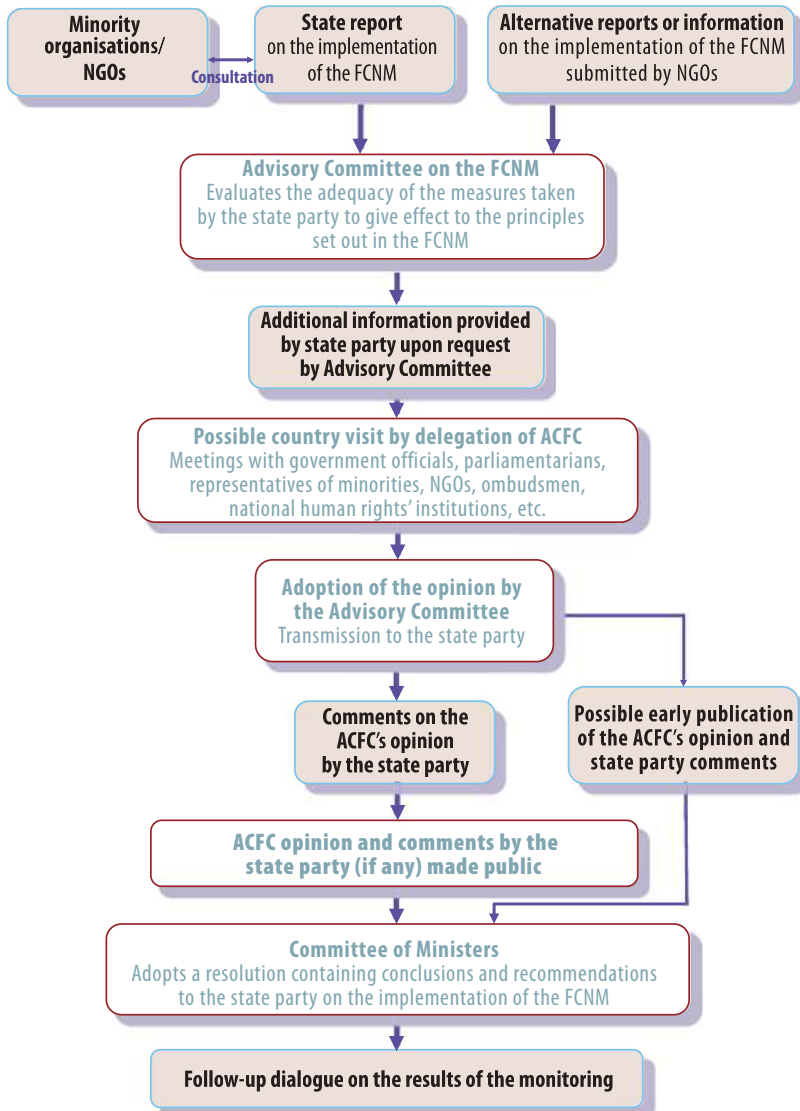 Minority
organisations/
NGOs
Consultation
State report
on the implementation
of the FCNM
Alternative reports or information
on the implementation of the FCNM
submitted by NGOs
Advisory Committee on the FCNM
Evaluates the adequacy of the measures taken
by the state party to give effect to the principles
set out in the FCNM
Additional information provided
by state party upon request
by Advisory Committee
Possible country visit by delegation of ACFC
Meetings with government officials, parliamentarians,
representatives of minorities, NGOs, ombudsmen,
national human rights’ institutions, etc.
Adoption of the opinion by
the Advisory Committee
Transmission to the state party
Comments on the
ACFC’s opinion
by the state party
Possible early publication
of the ACFC’s opinion and
state party comments
ACFC opinion and comments by the
state party (if any) made public
Committee of Ministers
Adopts a resolution containing conclusions and recommendations
to the state party on the implementation of the FCNM
Follow-up dialogue on the results of the monitoring